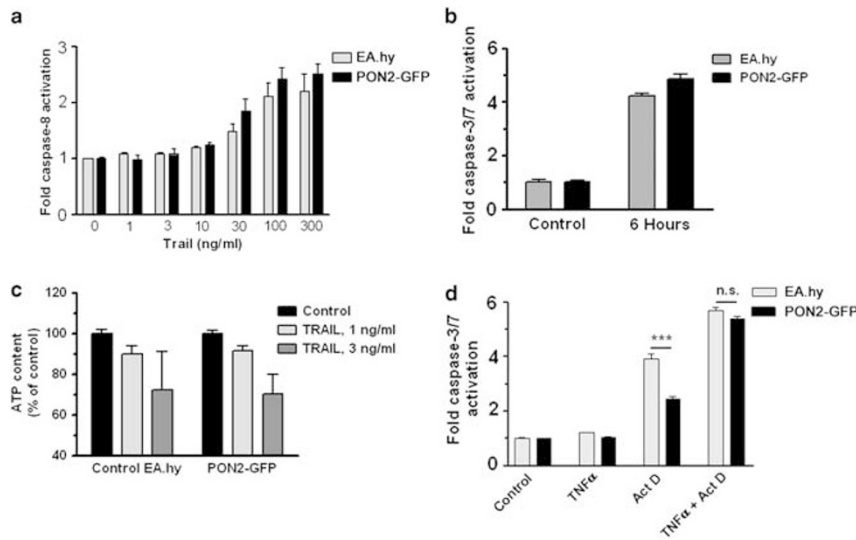 a
Fold caspase-8 activation
3
2
1
0
EA.hy
PON2-GFP
0 1 3 10 30 100 300
Trail (ng/ml)
b
Fold caspase-3/7 activation
6
4
2
0
EA.hy
PON2-GFP
Control 6 Hours
c
ATP content
(% of control)
120
100
80
60
40
Control
TRAIL, 1 ng/ml
TRAIL, 3 ng/ml
Control EA.hy PON2-GFP
d
Fold caspase-3/7
activation
6
4
2
0
EA.hy
n.s.
PON2-GFP
***
Control
TNFα
Act D
TNFα + Act D